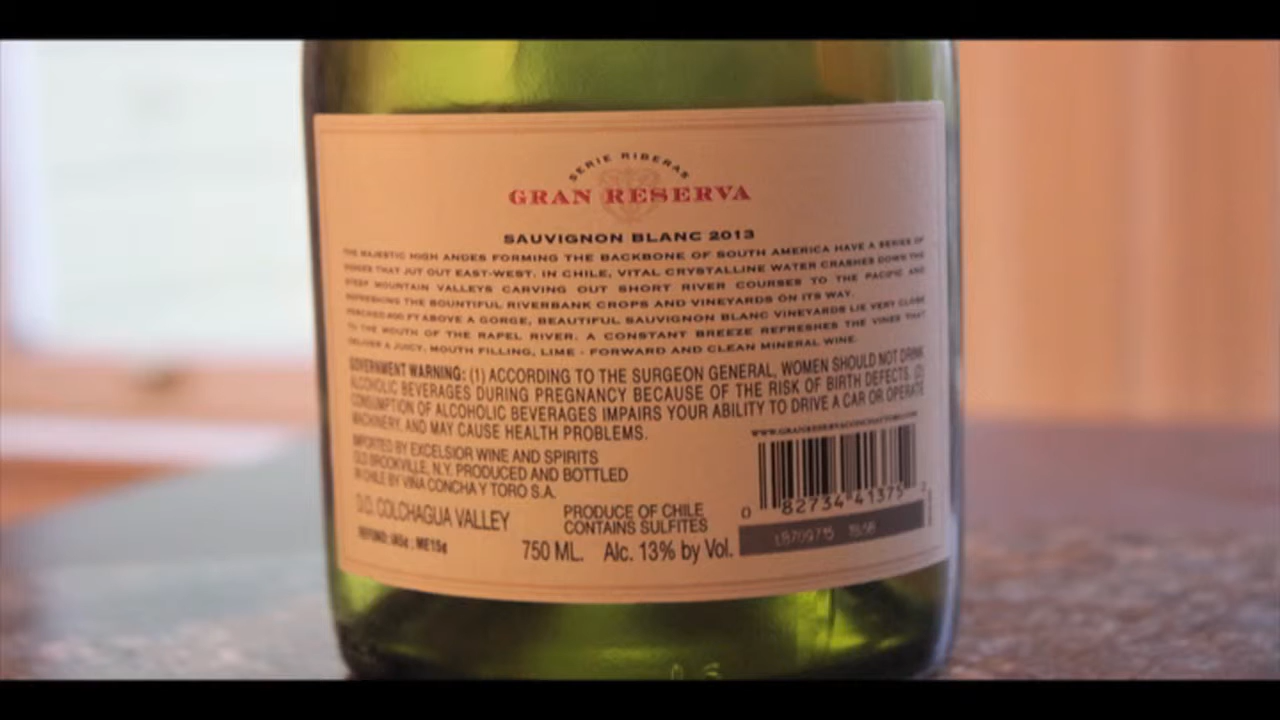 SERIE RIBERAS
GRAN RESERVA
SAUVIGNON BLANC 2013
THE MAJESTIC HIGH ANDES FORMING THE BACKBONE OF SOUTH AMERICA HAVE A SERIES OF
RIDGES THAT JUT OUT EAST-WEST. IN CHILE, VITAL CRYSTALLINE WATER CRASHES DOWN THE
STEEP MOUNTAIN VALLEYS CARVING OUT SHORT RIVER COURSES TO THE PACIFIC AND
REFRESHING THE BOUNTIFUL RIVERBANK CROPS AND VINEYARDS ON ITS WAY.
FT ABOVE A GORGE, BEAUTIFUL SAUVIGNON BLANC VINEYARDS LIE VERY CLOSE
TO THE MOUTH OF THE RAPEL RIVER. A CONSTANT BREEZE REFRESHES THE VINES THAT
DELIVER A JUICY, MOUTH FILLING, LIME - FORWARD AND CLEAN MINERAL WINE.
GOVERNMENT WARNING: (1) ACCORDING TO THE SURGEON GENERAL, WOMEN SHOULD NOT DRINK
ALCOHOLIC BEVERAGES DURING PREGNANCY BECAUSE OF THE RISK OF BIRTH DEFECTS. (2)
CONSUMPTION OF ALCOHOLIC BEVERAGES IMPAIRS YOUR ABILITY TO DRIVE A CAR OR OPERATE
MACHINERY, AND MAY CAUSE HEALTH PROBLEMS.
WWW.GRANRESERVACONCHAYTORO.COM
IMPORTED BY EXCELSIOR WINE AND SPIRITS
OLD BROOKVILLE, N.Y. PRODUCED AND BOTTLED
IN CHILE BY VIÑA CONCHA Y TORO S.A.
0 82734 41375 2
D.O. COLCHAGUA VALLEY
PRODUCE OF CHILE
CONTAINS SULFITES
ME15¢
750 ML. Alc. 13% by Vol.